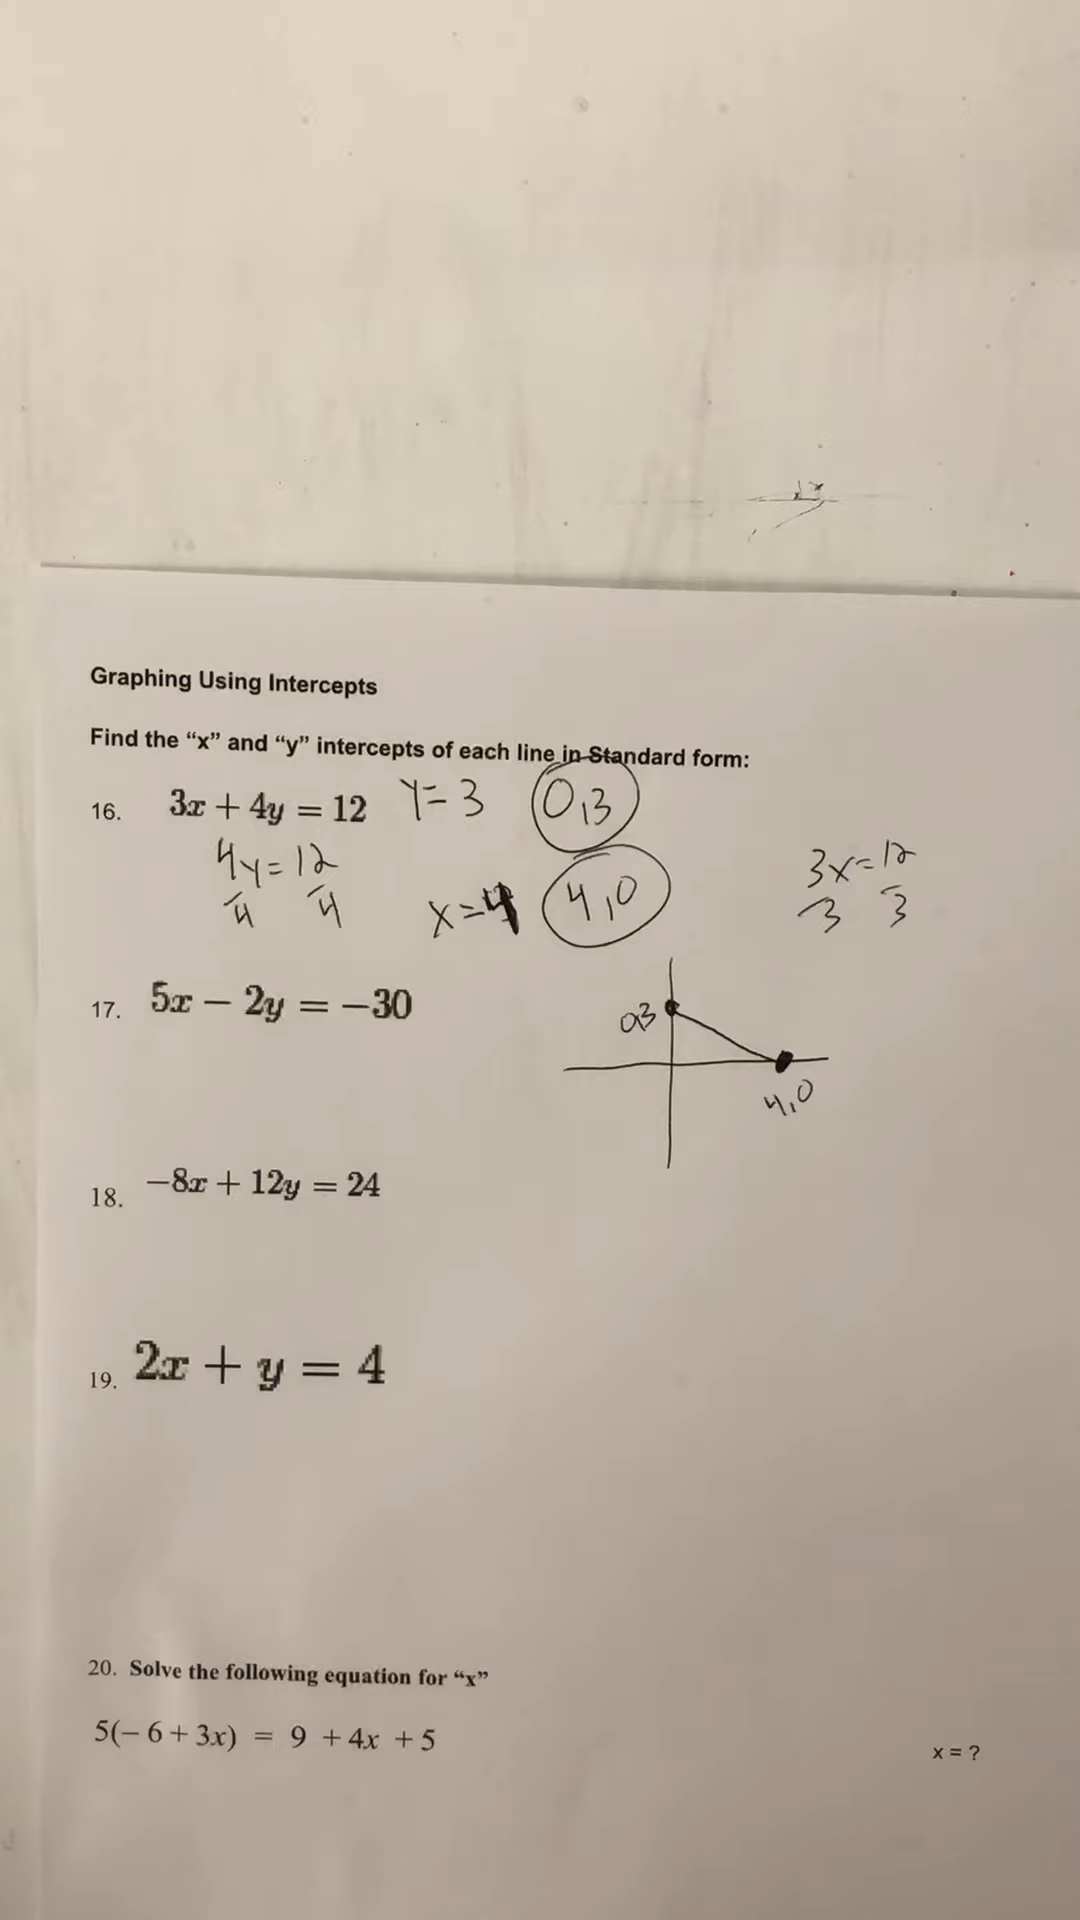 Graphing Using Intercepts
Find the “x” and “y” intercepts of each line in Standard form:
16. 3x + 4y = 12 Y = 3 0,3
4y = 12
4 4
x = 4 4,0
3x = 12
3 3
17. 5x − 2y = −30
0,3
4,0
18. −8x + 12y = 24
19. 2x + y = 4
20. Solve the following equation for “x”
5(− 6 + 3x) = 9 + 4x + 5
x = ?